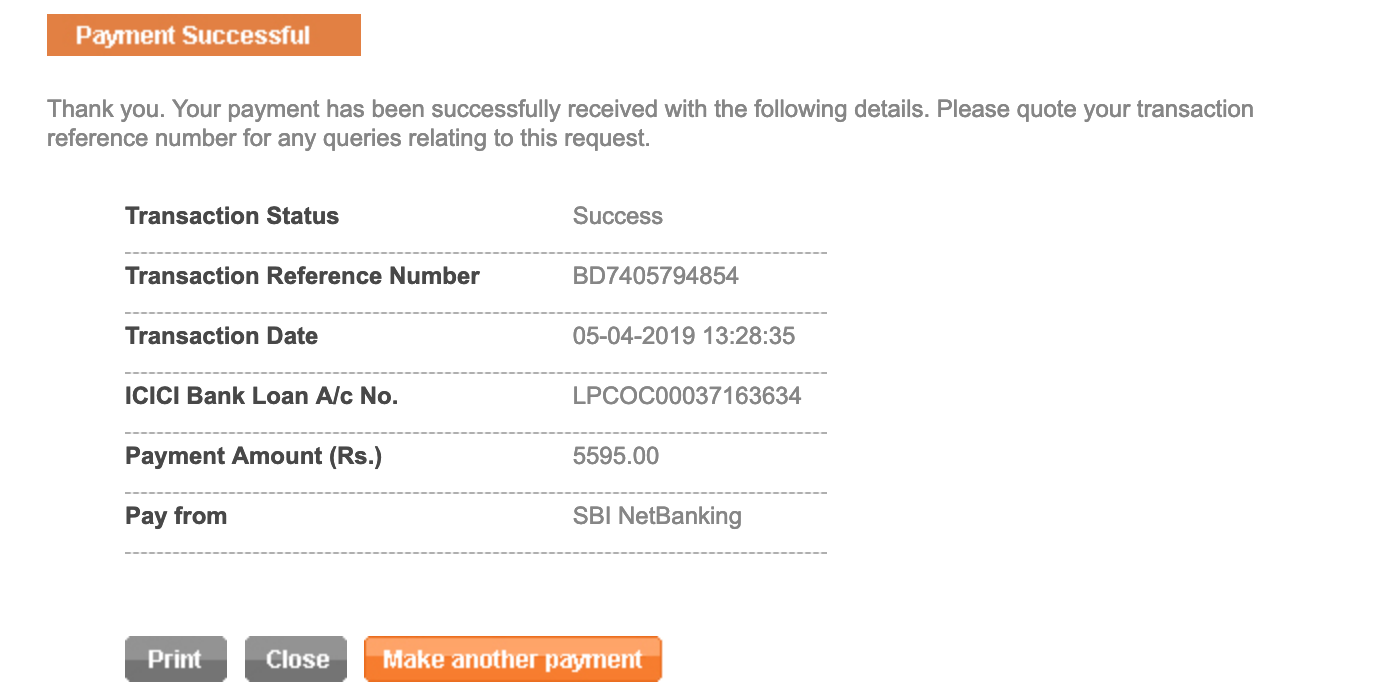 Payment Successful
Thank you. Your payment has been successfully received with the following details. Please quote your transaction
reference number for any queries relating to this request.
Transaction Status Success
Transaction Reference Number BD7405794854
Transaction Date 05-04-2019 13:28:35
ICICI Bank Loan A/c No. LPCOC00037163634
Payment Amount (Rs.) 5595.00
Pay from SBI NetBanking
Print Close Make another payment